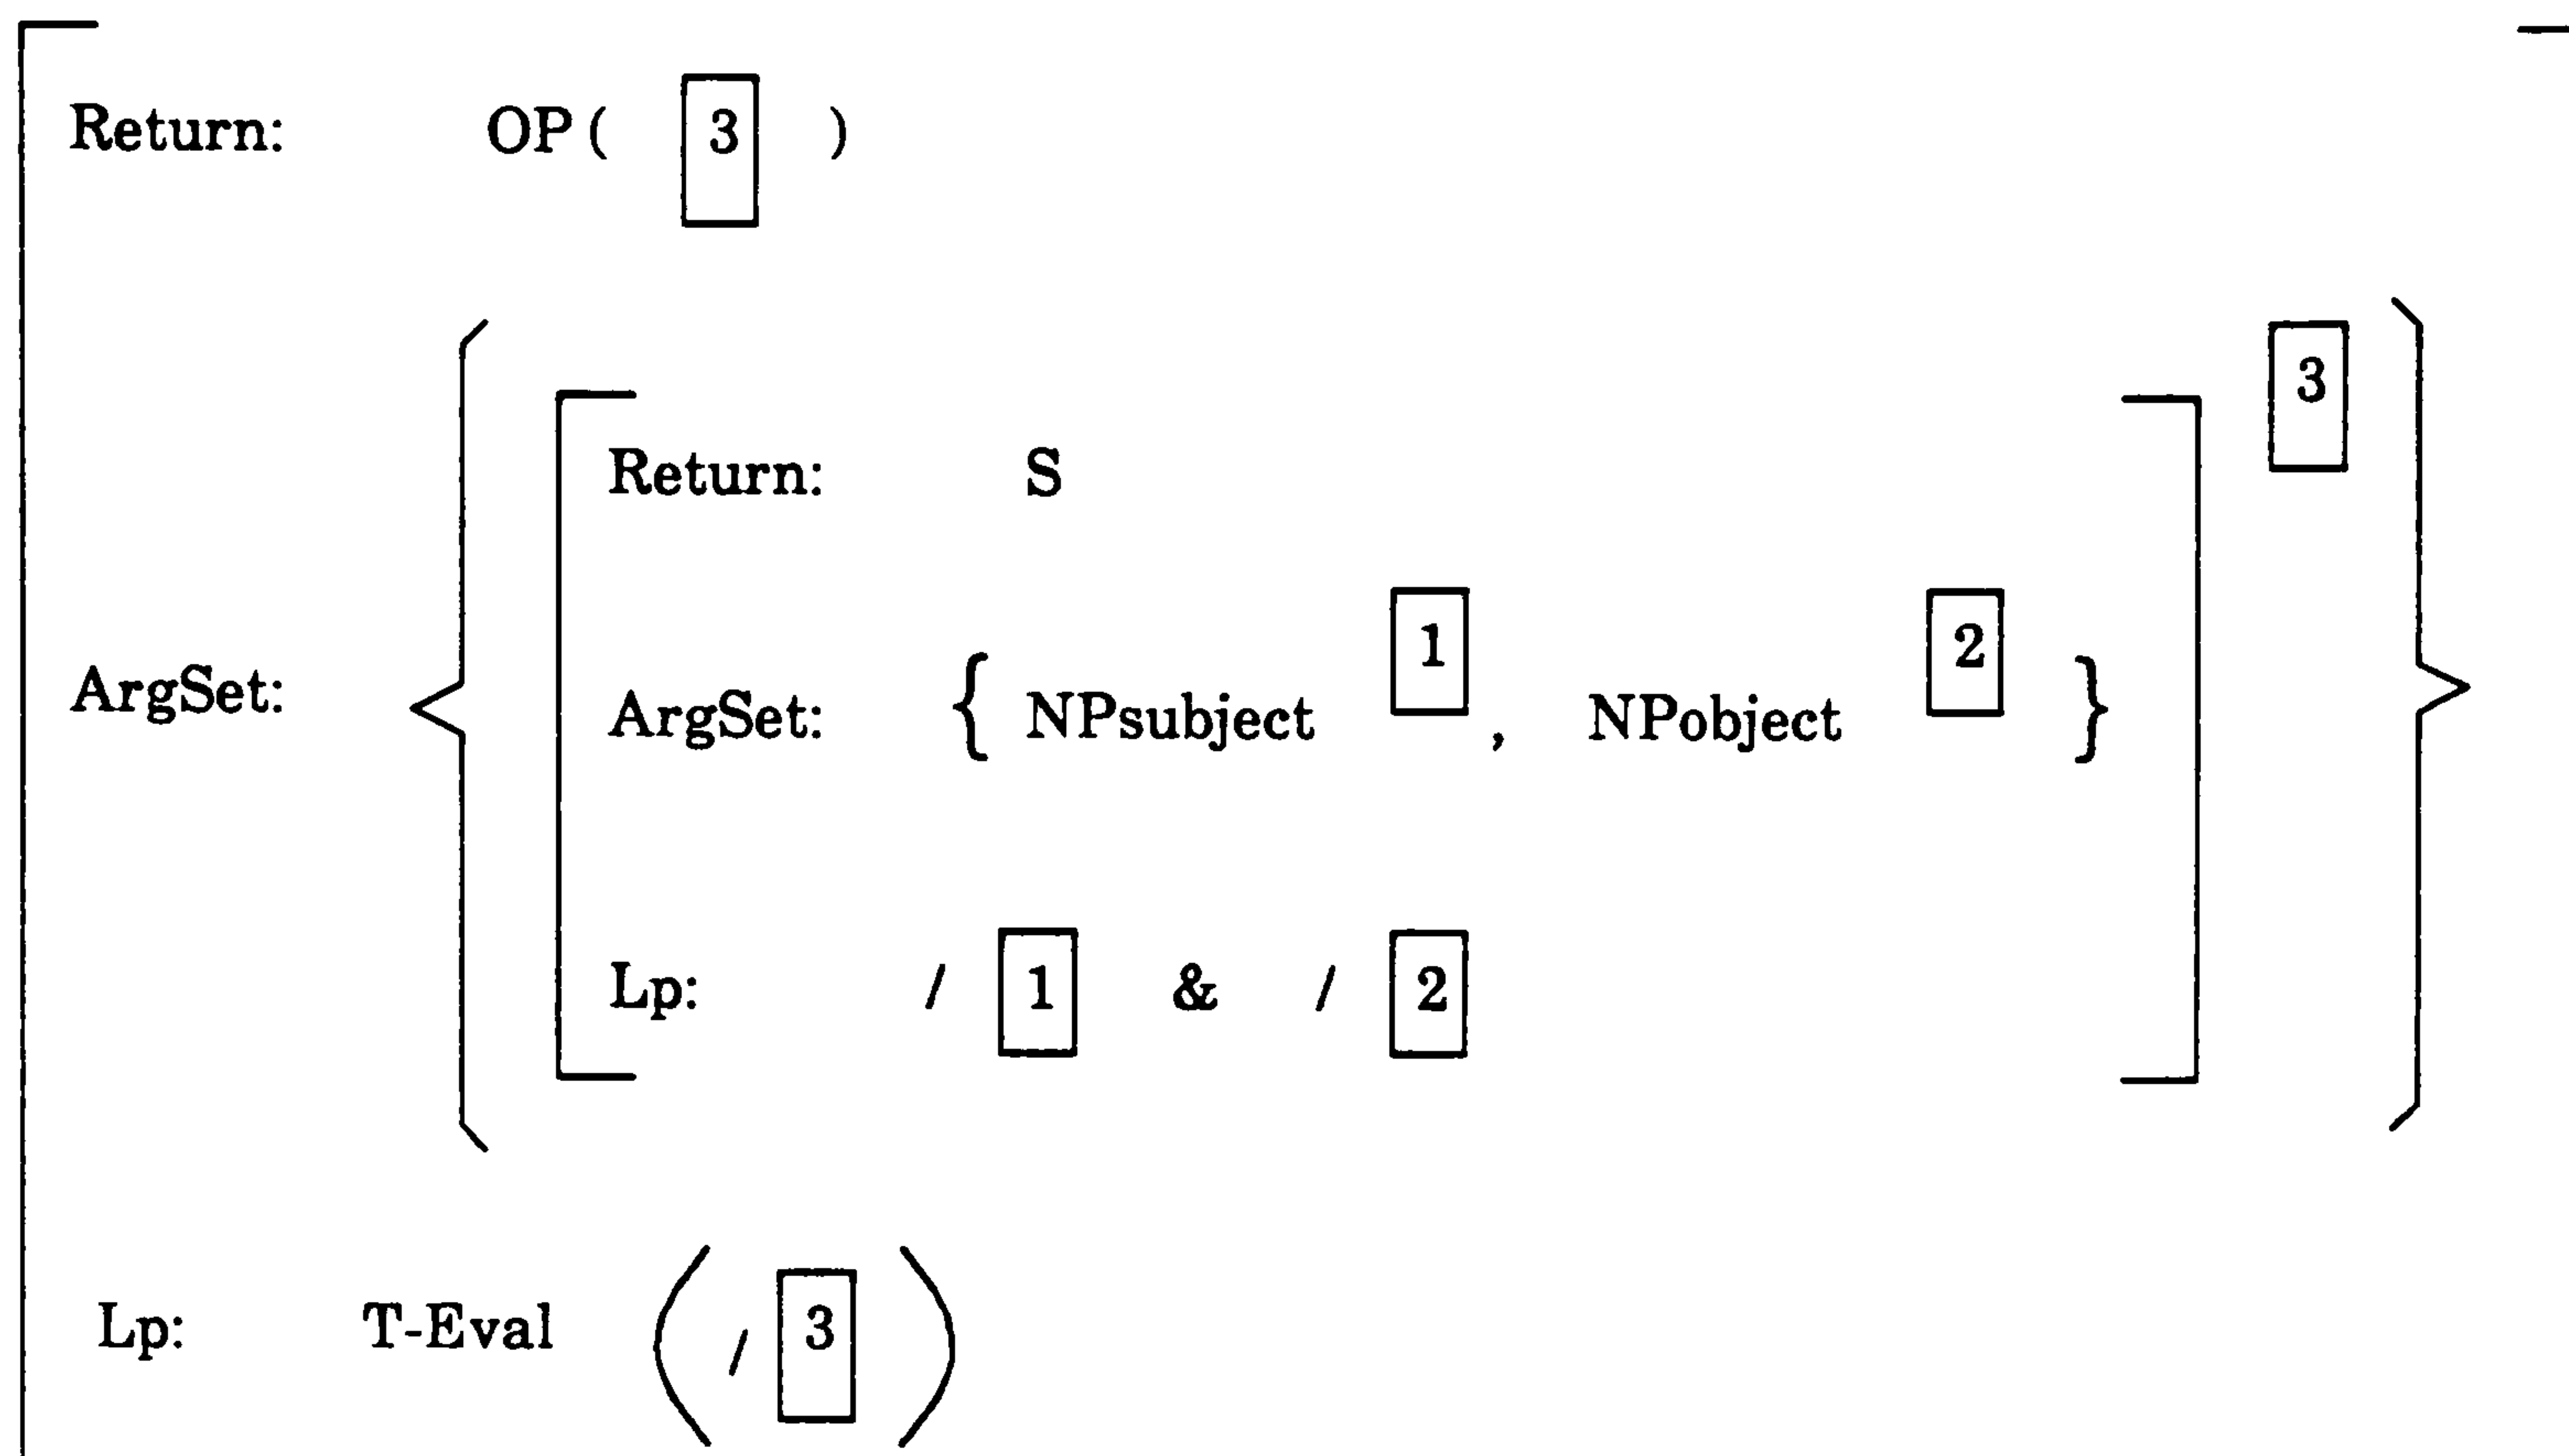 Return: OP ( 3 )
3
Return: S
ArgSet: { ArgSet: { NPsubject 1 , NPobject 2 } }
Lp: / 1 & / 2
Lp: T-Eval ( / 3 )